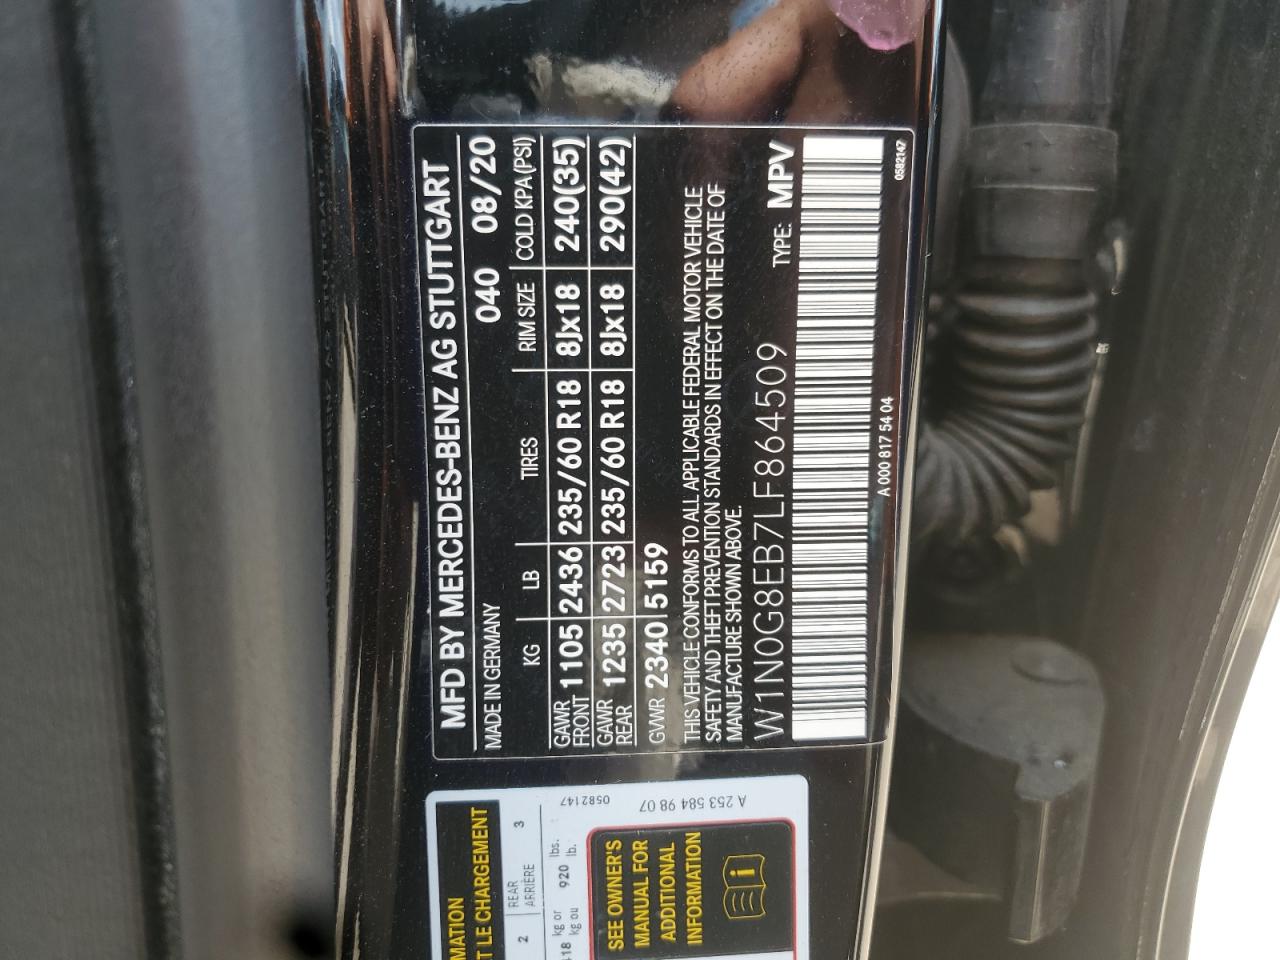 MFD BY MERCEDES-BENZ AG STUTTGART
MADE IN GERMANY 040 08/20
KG LB TIRES RIM SIZE COLD KPA(PSI)
GAWR FRONT 1105 2436 235/60 R18 8Jx18 240(35)
GAWR REAR 1235 2723 235/60 R18 8Jx18 290(42)
GVWR 2340 5159
THIS VEHICLE CONFORMS TO ALL APPLICABLE FEDERAL MOTOR VEHICLE
SAFETY AND THEFT PREVENTION STANDARDS IN EFFECT ON THE DATE OF
MANUFACTURE SHOWN ABOVE.
W1N0G8EB7LF864509 TYPE: MPV
A 000 817 54 04 0582147
LE CHARGEMENT
2 REAR ARRIÈRE 3
kg or 920 lbs.
kg ou lb.
SEE OWNER'S
MANUAL FOR
ADDITIONAL
INFORMATION
0582147
A 253 584 98 07